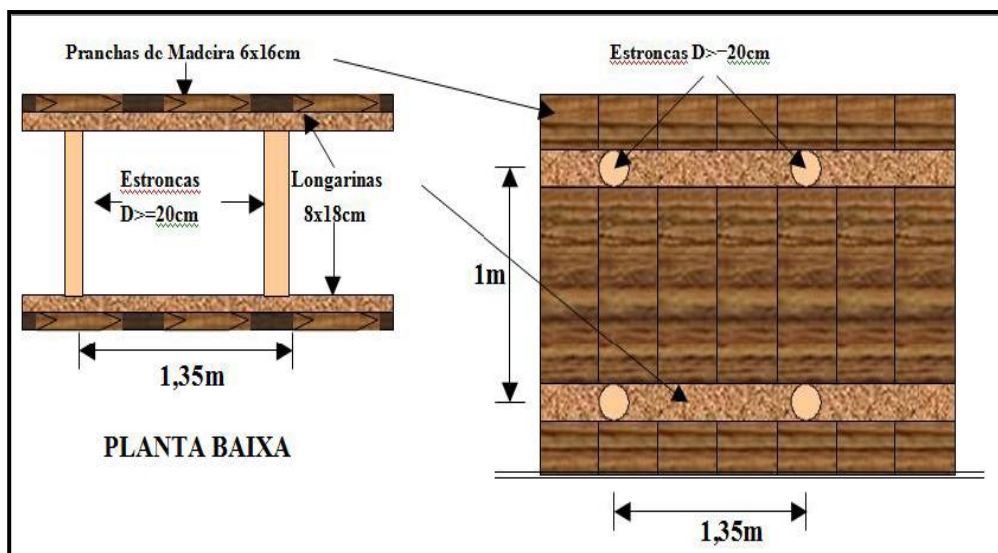 Pranchas de Madeira 6x16cm
Estroncas D>=20cm
Estroncas
D>=20cm
Longarinas
8x18cm
1,35m
PLANTA BAIXA
1m
1,35m